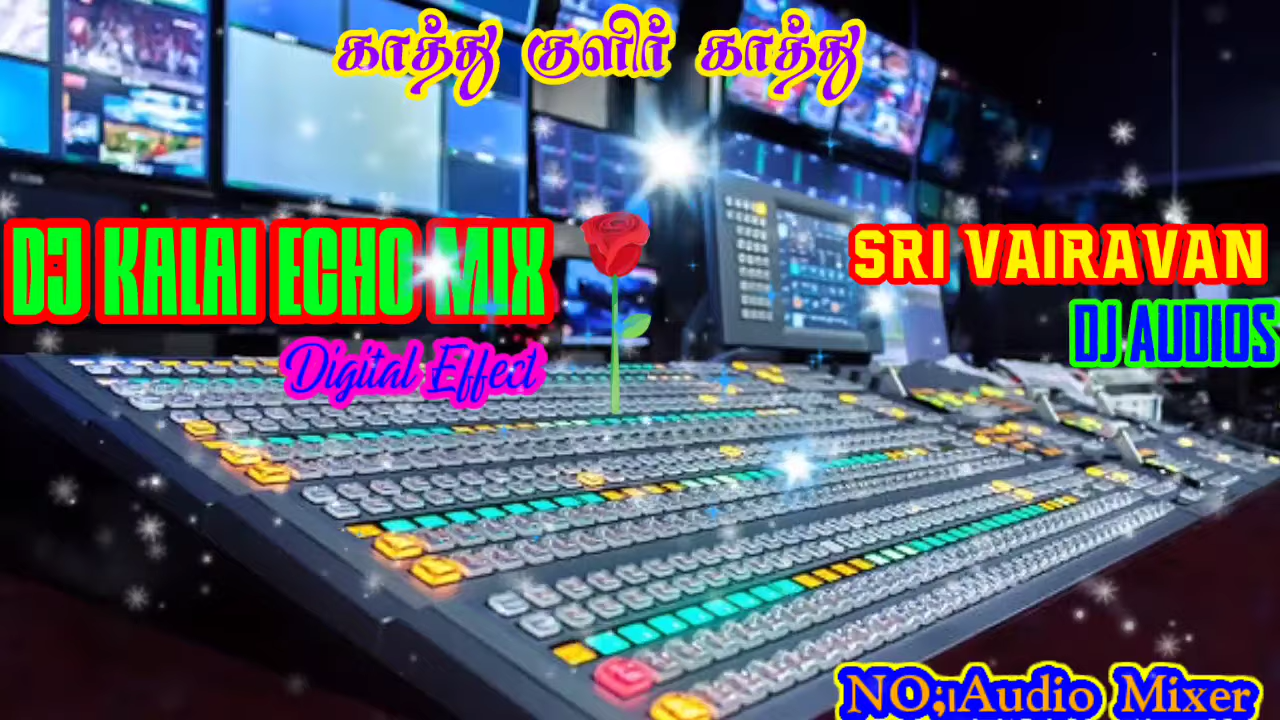 காத்து குளிர் காத்து
DJ KALAI ECHO MIX
Digital Effect
SRI VAIRAVAN
DJ AUDIOS
NO;1Audio Mixer